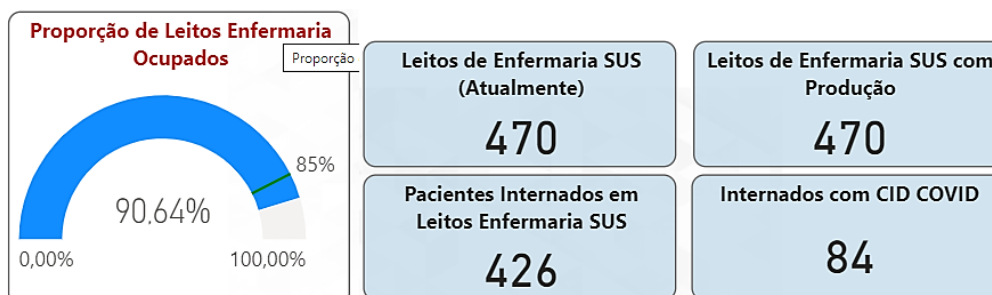 Proporção de Leitos Enfermaria
Ocupados
Proporção
85%
90,64%
0,00%
100,00%
Leitos de Enfermaria SUS
(Atualmente)
470
Leitos de Enfermaria SUS com
Produção
470
Pacientes Internados em
Leitos Enfermaria SUS
426
Internados com CID COVID
84